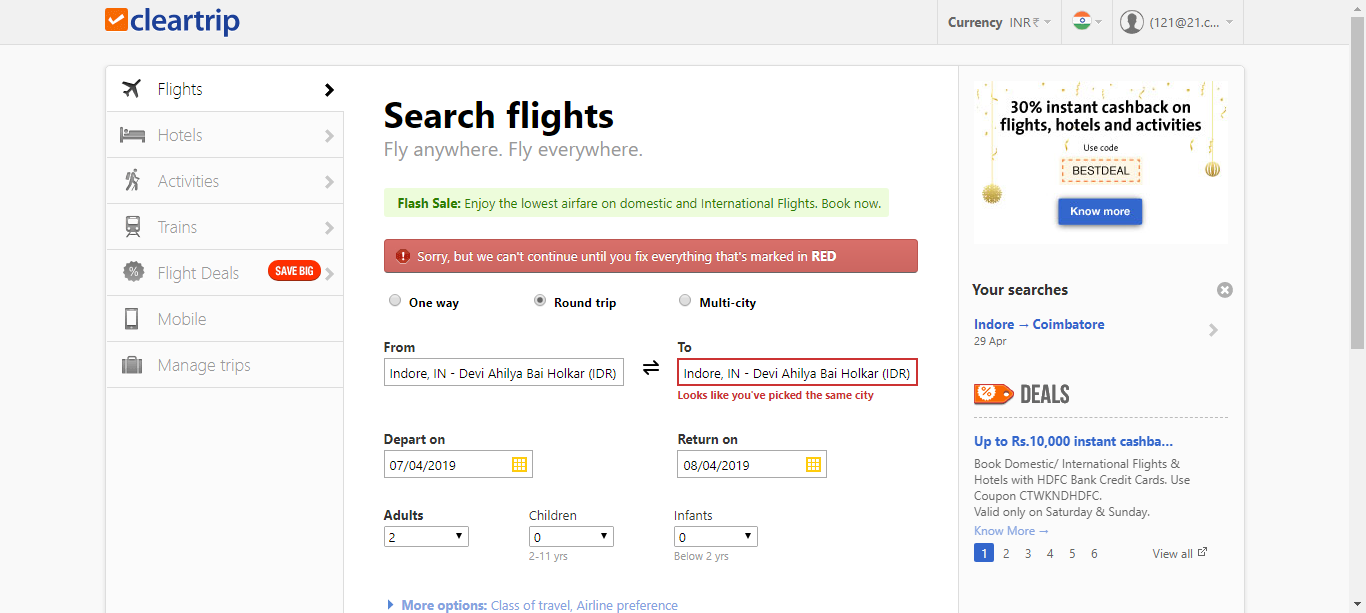 cleartrip
Currency INR₹
(121@21.c...
Flights
Hotels
Activities
Trains
% Flight Deals SAVE BIG
Mobile
Manage trips
Search flights
Fly anywhere. Fly everywhere.
Flash Sale: Enjoy the lowest airfare on domestic and International Flights. Book now.
! Sorry, but we can't continue until you fix everything that's marked in RED
One way Round trip Multi-city
From
Indore, IN - Devi Ahilya Bai Holkar (IDR)
To
Indore, IN - Devi Ahilya Bai Holkar (IDR)
Looks like you've picked the same city
Depart on
07/04/2019
Return on
08/04/2019
Adults
2
Children
0
2-11 yrs
Infants
0
Below 2 yrs
More options: Class of travel, Airline preference
30% instant cashback on
flights, hotels and activities
Use code
BESTDEAL
Know more
Your searches
Indore → Coimbatore
29 Apr
% DEALS
Up to Rs.10,000 instant cashba...
Book Domestic/ International Flights &
Hotels with HDFC Bank Credit Cards. Use
Coupon CTWKNDHDFC.
Valid only on Saturday & Sunday.
Know More →
1 2 3 4 5 6 View all